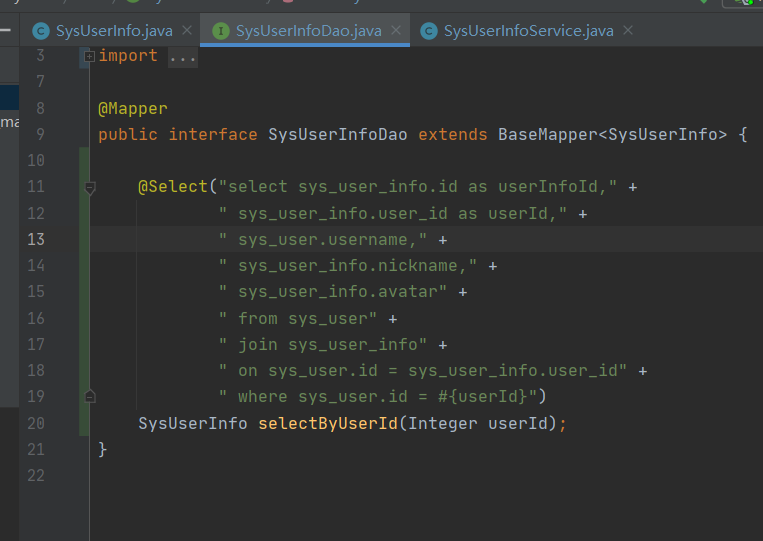 SysUserInfo.java
SysUserInfoDao.java
SysUserInfoService.java
3 import ...
7
8 @Mapper
9 public interface SysUserInfoDao extends BaseMapper<SysUserInfo> {
10
11 @Select("select sys_user_info.id as userInfoId," +
12 " sys_user_info.user_id as userId," +
13 " sys_user.username," +
14 " sys_user_info.nickname," +
15 " sys_user_info.avatar" +
16 " from sys_user" +
17 " join sys_user_info" +
18 " on sys_user.id = sys_user_info.user_id" +
19 " where sys_user.id = #{userId}")
20 SysUserInfo selectByUserId(Integer userId);
21 }
22